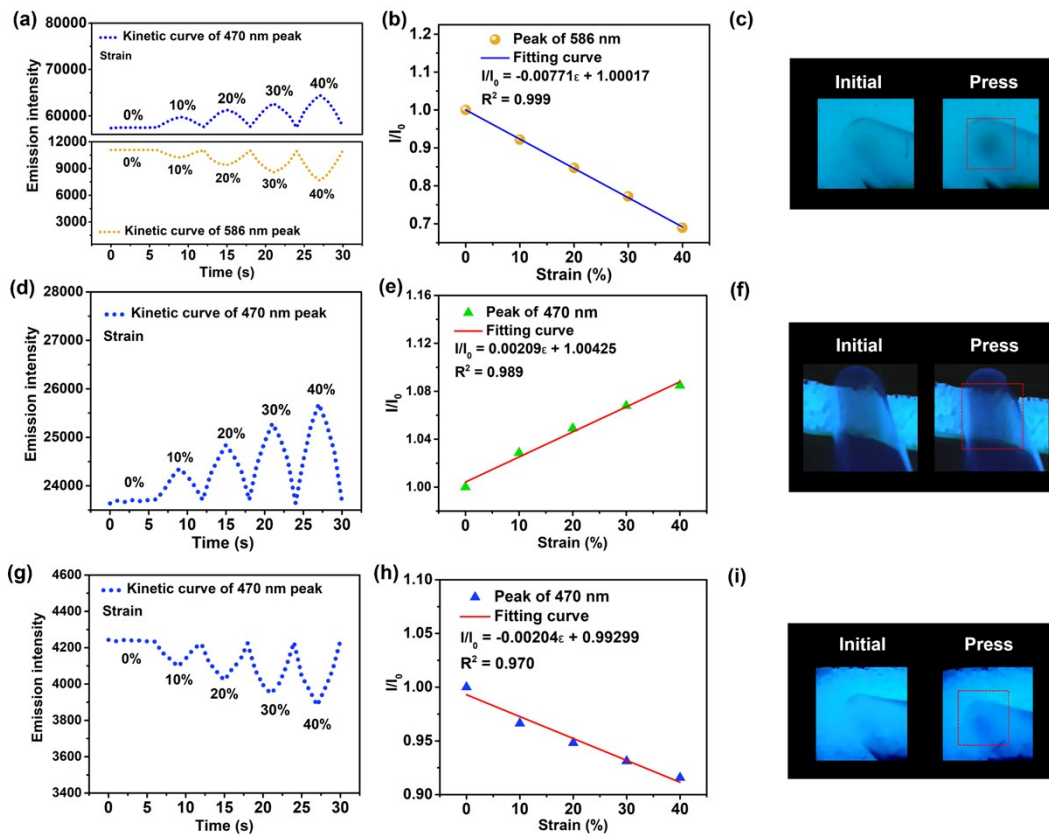 (a)
80000
70000
60000
12000
9000
6000
3000
Emission intensity
Kinetic curve of 470 nm peak
Strain
0%
10%
20%
30%
40%
0%
10%
20%
30%
40%
Kinetic curve of 586 nm peak
0 5 10 15 20 25 30
Time (s)
(b)
1.2
1.1
1.0
0.9
0.8
0.7
I/I₀
Peak of 586 nm
Fitting curve
I/I₀ = -0.00771ε + 1.00017
R² = 0.999
0 10 20 30 40
Strain (%)
(c)
Initial Press
(d)
28000
27000
26000
25000
24000
Emission intensity
Kinetic curve of 470 nm peak
Strain
0%
10%
20%
30%
40%
0 5 10 15 20 25 30
Time (s)
(e)
1.16
1.12
1.08
1.04
1.00
I/I₀
Peak of 470 nm
Fitting curve
I/I₀ = 0.00209ε + 1.00425
R² = 0.989
0 10 20 30 40
Strain (%)
(f)
Initial Press
(g)
4600
4400
4200
4000
3800
3600
3400
Emission intensity
Kinetic curve of 470 nm peak
Strain
0%
10%
20%
30%
40%
0 5 10 15 20 25 30
Time (s)
(h)
1.10
1.05
1.00
0.95
0.90
I/I₀
Peak of 470 nm
Fitting curve
I/I₀ = -0.00204ε + 0.99299
R² = 0.970
0 10 20 30 40
Strain (%)
(i)
Initial Press